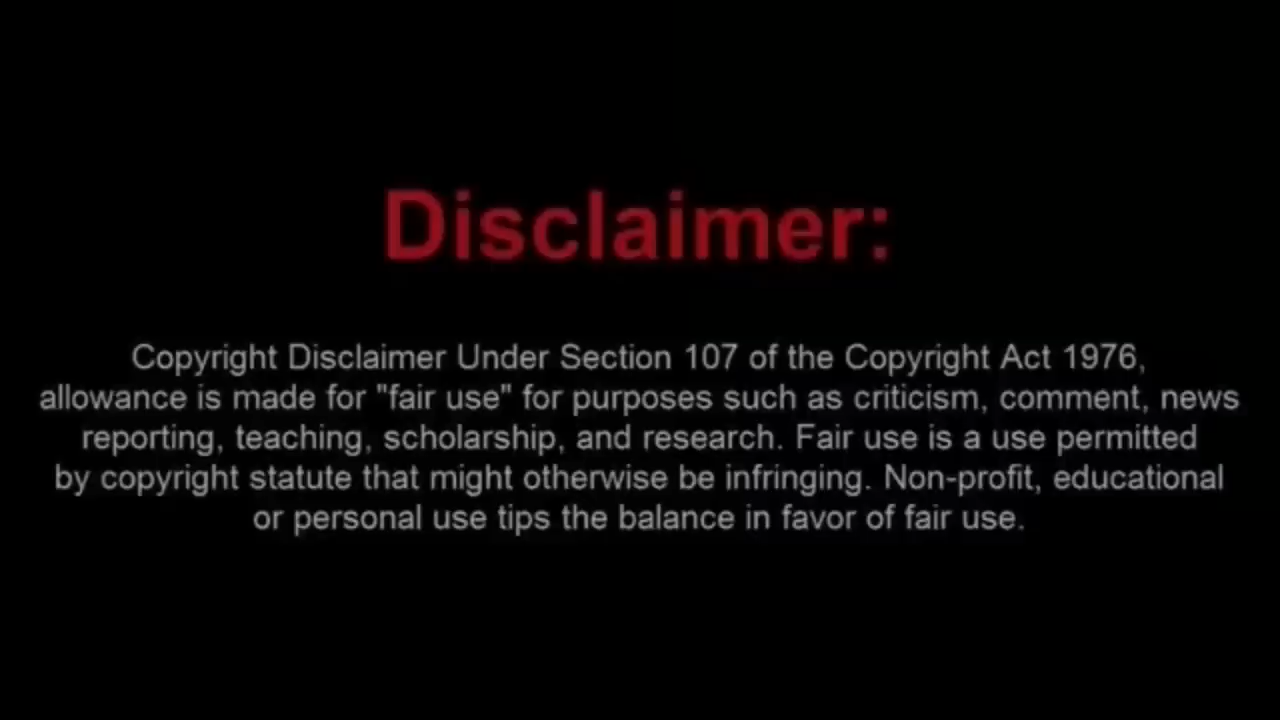 Disclaimer:
Copyright Disclaimer Under Section 107 of the Copyright Act 1976,
allowance is made for "fair use" for purposes such as criticism, comment, news
reporting, teaching, scholarship, and research. Fair use is a use permitted
by copyright statute that might otherwise be infringing. Non-profit, educational
or personal use tips the balance in favor of fair use.